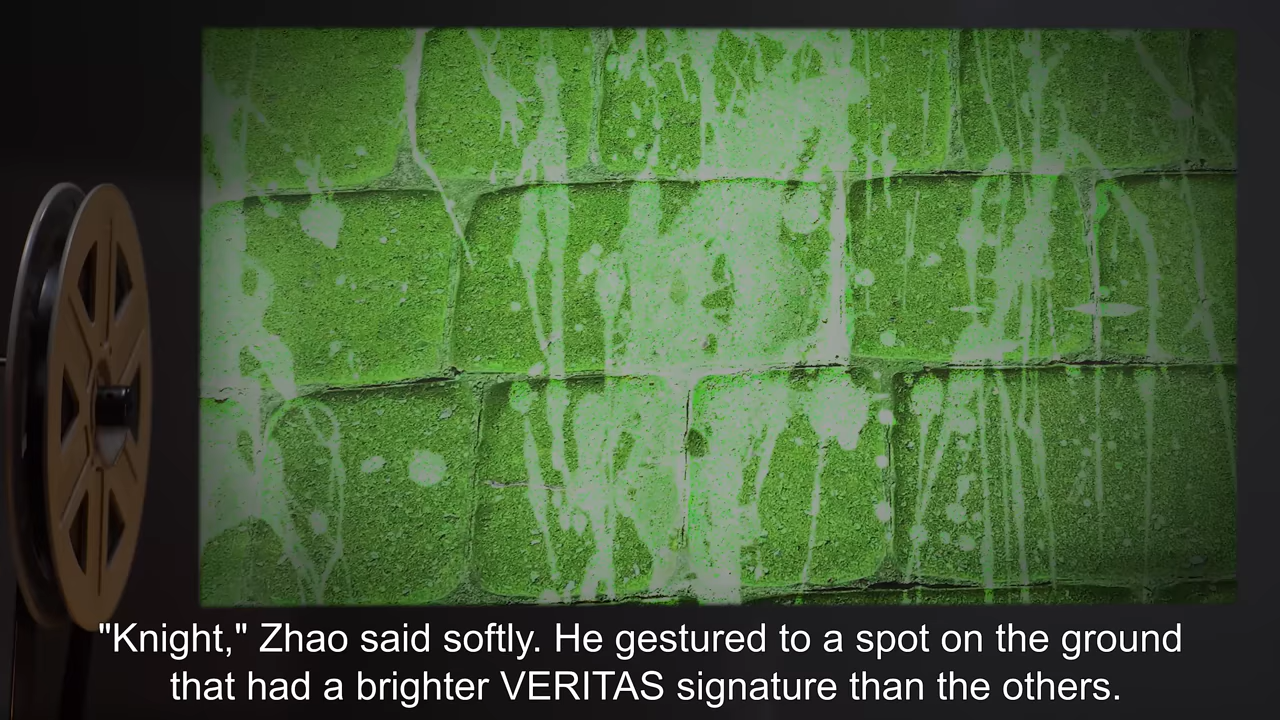 "Knight," Zhao said softly. He gestured to a spot on the ground
that had a brighter VERITAS signature than the others.